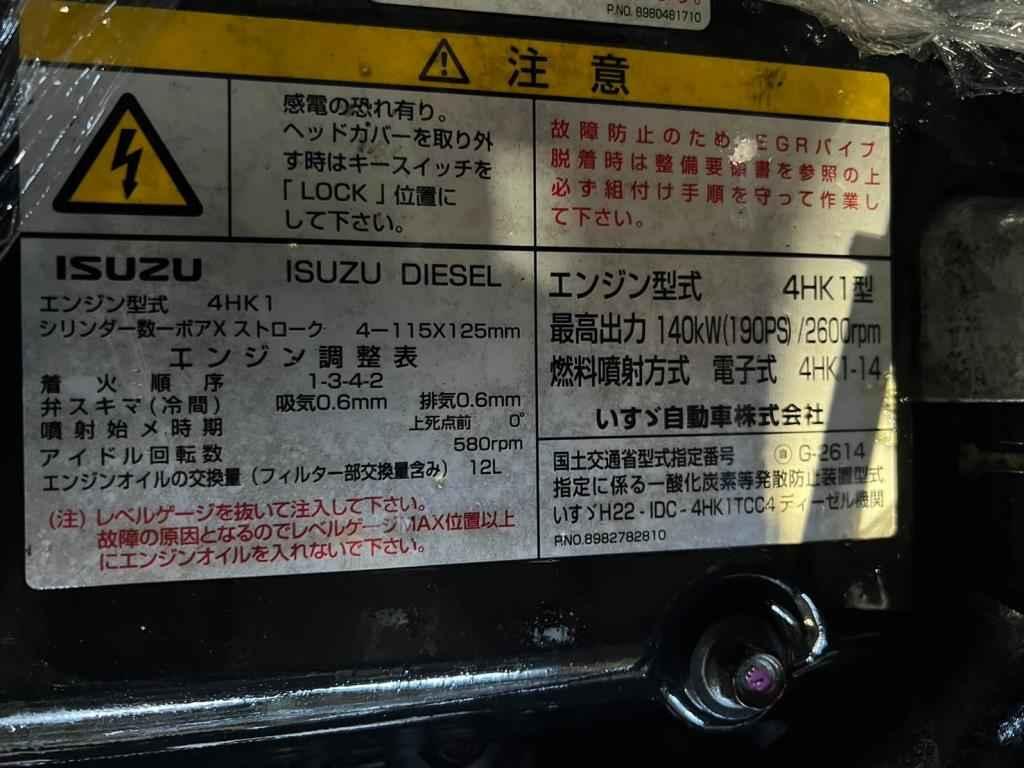 P.NO. 8980481710
注意
感電の恐れ有り。
ヘッドカバーを取り外
す時はキースイッチを
「LOCK」位置に
して下さい。
故障防止のため EGRパイプ
脱着時は整備要領書を参照の上
必ず組付け手順を守って作業し
て下さい。
ISUZU ISUZU DIESEL
エンジン型式 4HK1
シリンダー数ーボアX ストローク 4ー115X125mm
エンジン調整表
着火順序 1-3-4-2
弁スキマ(冷間) 吸気0.6mm 排気0.6mm
噴射始メ時期 上死点前 0°
アイドル回転数 580rpm
エンジンオイルの交換量(フィルター部交換量含み) 12L
(注) レベルゲージを抜いて注入して下さい。
故障の原因となるのでレベルゲージMAX位置以上
にエンジンオイルを入れないで下さい。
エンジン型式 4HK1型
最高出力 140kW(190PS)/2600rpm
燃料噴射方式 電子式 4HK1-14
いすゞ自動車株式会社
国土交通省型式指定番号 G-2614
指定に係る一酸化炭素等発散防止装置型式
いすゞH22-IDC-4HK1TCC4 ディーゼル機関
P.NO.8982782810